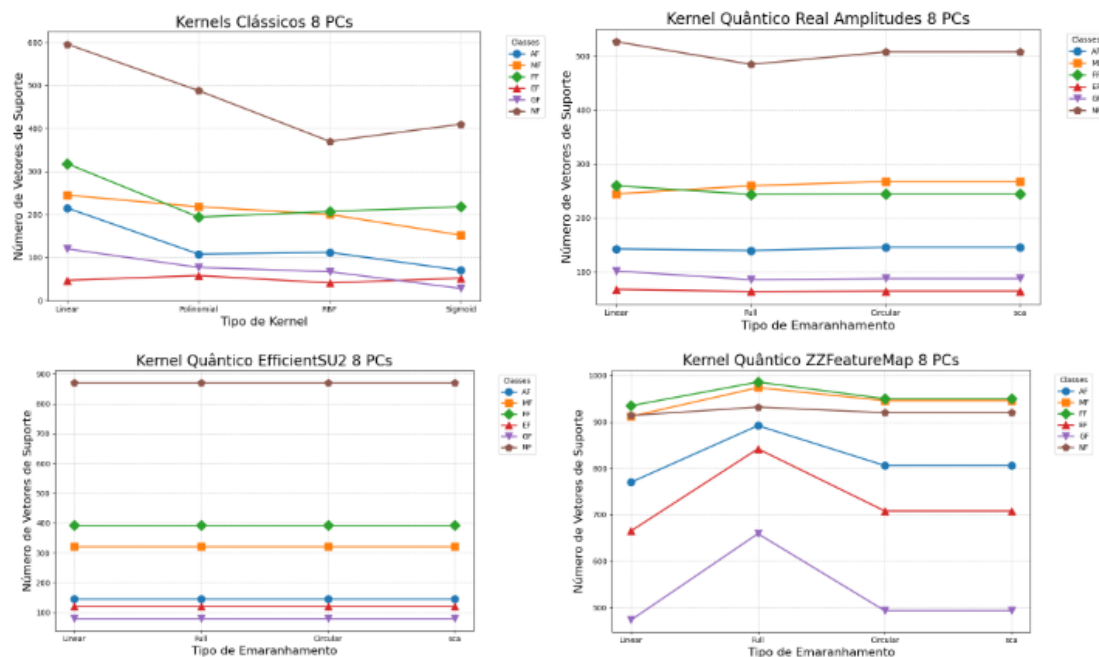 Kernels Clássicos 8 PCs
Número de Vetores de Suporte
600
500
400
300
200
100
0
Linear
Polinomial
RBF
Sigmoid
Tipo de Kernel
Classes
AF
MF
FF
EF
GF
NF
Kernel Quântico Real Amplitudes 8 PCs
Número de Vetores de Suporte
500
400
300
200
100
Linear
Full
Circular
sca
Tipo de Emaranhamento
Classes
Kernel Quântico EfficientSU2 8 PCs
Número de Vetores de Suporte
900
800
700
600
500
400
300
200
100
Linear
Full
Circular
sca
Tipo de Emaranhamento
Classes
AF
MF
FF
EF
GF
NF
Kernel Quântico ZZFeatureMap 8 PCs
Número de Vetores de Suporte
1000
900
800
700
600
500
Linear
Full
Circular
sca
Tipo de Emaranhamento
Classes
AF
MF
FF
EF
GF
NF